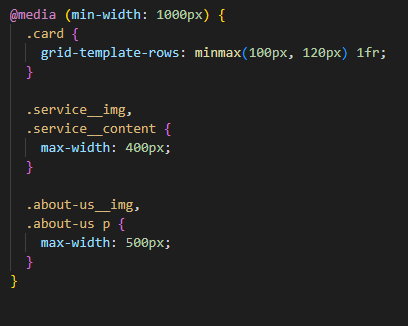 @media (min-width: 1000px) {
  .card {
    grid-template-rows: minmax(100px, 120px) 1fr;
  }

  .service__img,
  .service__content {
    max-width: 400px;
  }

  .about-us__img,
  .about-us p {
    max-width: 500px;
  }
}